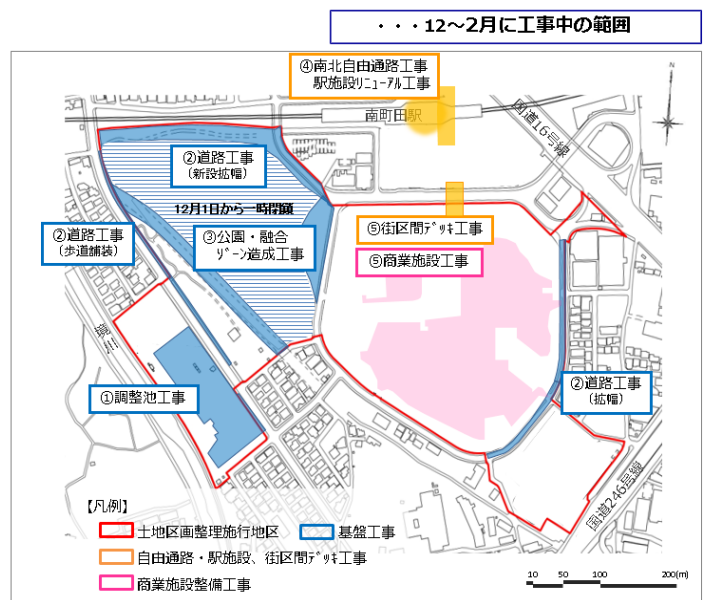 ・・・12～2月に工事中の範囲
④南北自由通路工事
駅施設ﾘﾆｭｰｱﾙ工事
南町田駅
国道16号線
②道路工事
（新設拡幅）
12月1日から一時閉鎖
②道路工事
（歩道舗装）
③公園・融合
ｿﾞｰﾝ造成工事
⑤街区間ﾃﾞｯｷ工事
⑤商業施設工事
境川
①調整池工事
②道路工事
（拡幅）
国道246号線
【凡例】
土地区画整理施行地区
基盤工事
自由通路・駅施設、街区間ﾃﾞｯｷ工事
商業施設整備工事
N
10 50 100 200(m)